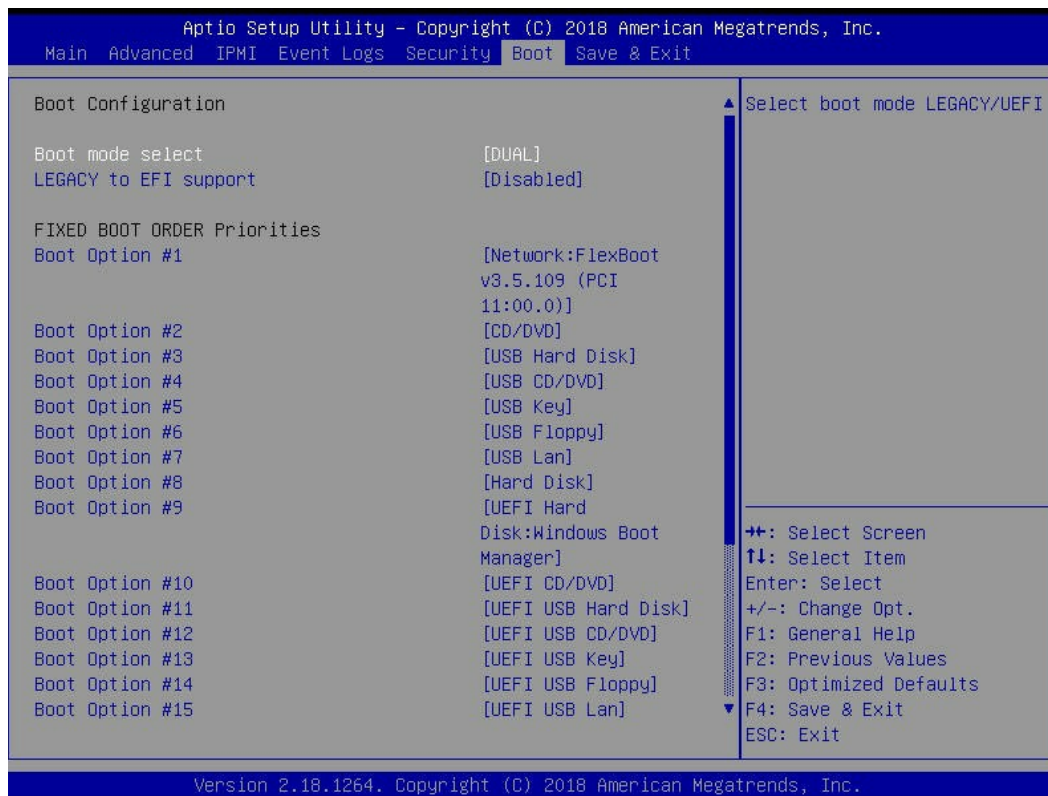 Aptio Setup Utility – Copyright (C) 2018 American Megatrends, Inc.
Main Advanced IPMI Event Logs Security Boot Save & Exit
Boot Configuration
Boot mode select [DUAL]
LEGACY to EFI support [Disabled]
FIXED BOOT ORDER Priorities
Boot Option #1 [Network:FlexBoot
v3.5.109 (PCI
11:00.0)]
Boot Option #2 [CD/DVD]
Boot Option #3 [USB Hard Disk]
Boot Option #4 [USB CD/DVD]
Boot Option #5 [USB Key]
Boot Option #6 [USB Floppy]
Boot Option #7 [USB Lan]
Boot Option #8 [Hard Disk]
Boot Option #9 [UEFI Hard
Disk:Windows Boot
Manager]
Boot Option #10 [UEFI CD/DVD]
Boot Option #11 [UEFI USB Hard Disk]
Boot Option #12 [UEFI USB CD/DVD]
Boot Option #13 [UEFI USB Key]
Boot Option #14 [UEFI USB Floppy]
Boot Option #15 [UEFI USB Lan]
Select boot mode LEGACY/UEFI
→←: Select Screen
↑↓: Select Item
Enter: Select
+/-: Change Opt.
F1: General Help
F2: Previous Values
F3: Optimized Defaults
F4: Save & Exit
ESC: Exit
Version 2.18.1264. Copyright (C) 2018 American Megatrends, Inc.